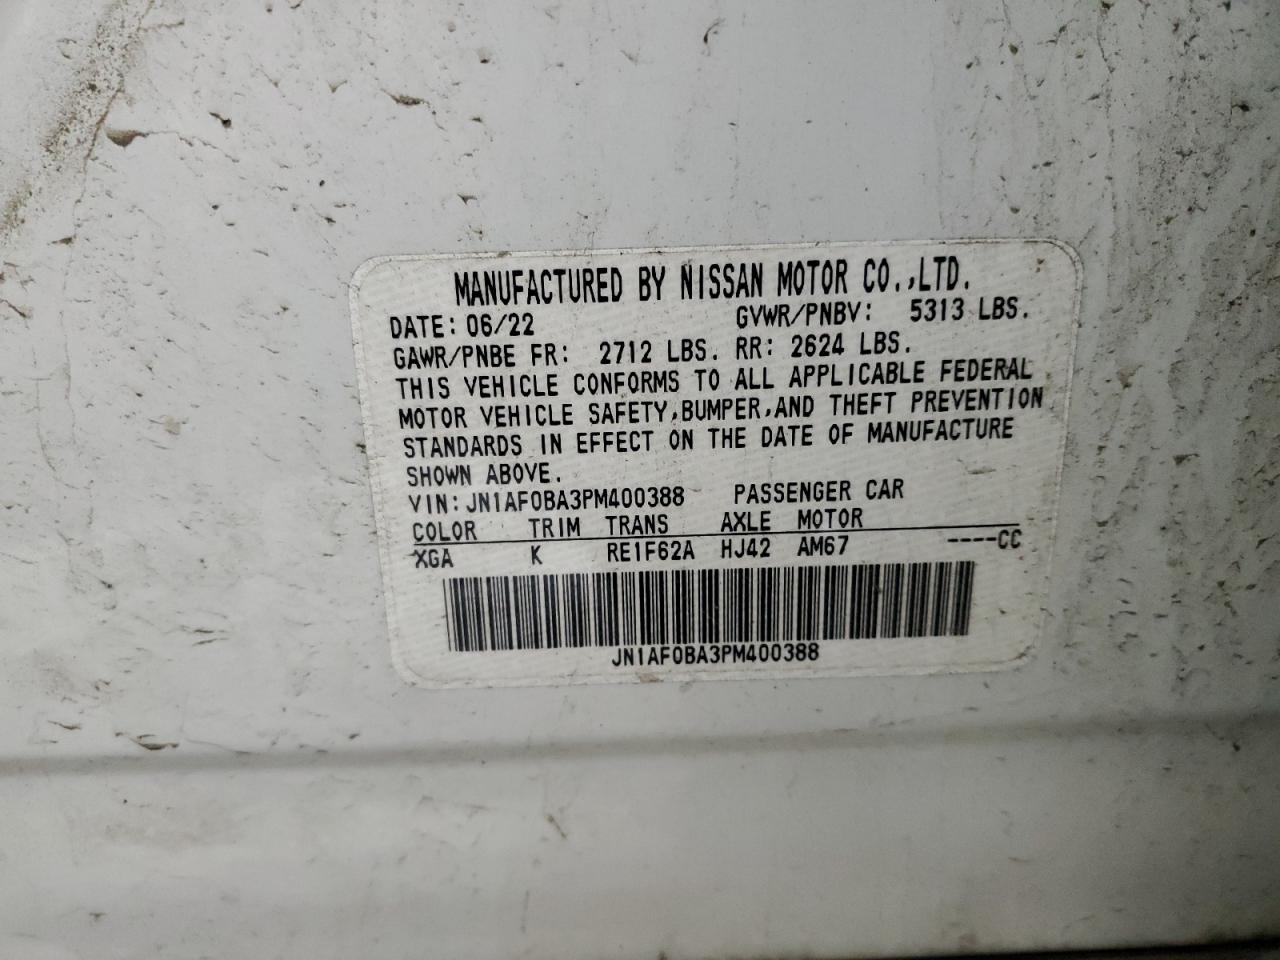 MANUFACTURED BY NISSAN MOTOR CO.,LTD.
DATE: 06/22 GVWR/PNBV: 5313 LBS.
GAWR/PNBE FR: 2712 LBS. RR: 2624 LBS.
THIS VEHICLE CONFORMS TO ALL APPLICABLE FEDERAL
MOTOR VEHICLE SAFETY,BUMPER,AND THEFT PREVENTION
STANDARDS IN EFFECT ON THE DATE OF MANUFACTURE
SHOWN ABOVE.
VIN: JN1AF0BA3PM400388 PASSENGER CAR
COLOR TRIM TRANS AXLE MOTOR
XGA K RE1F62A HJ42 AM67 ----CC
JN1AF0BA3PM400388